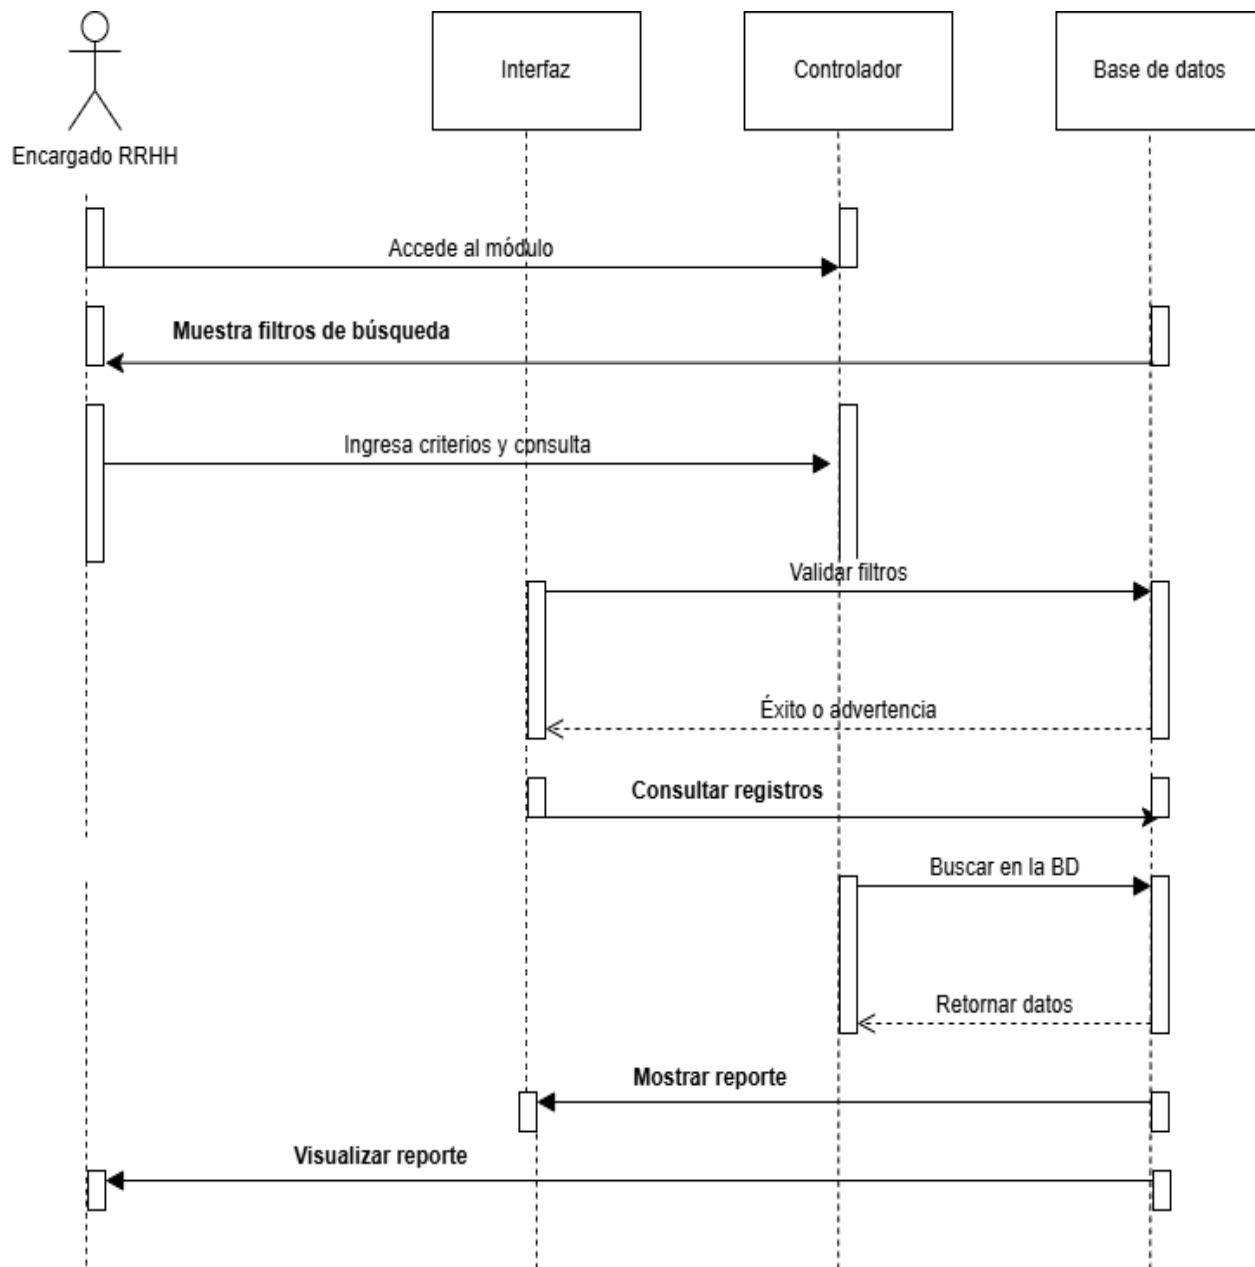 Interfaz
Controlador
Base de datos
Encargado RRHH
Accede al módulo
Muestra filtros de búsqueda
Ingresa criterios y consulta
Validar filtros
Éxito o advertencia
Consultar registros
Buscar en la BD
Retornar datos
Mostrar reporte
Visualizar reporte